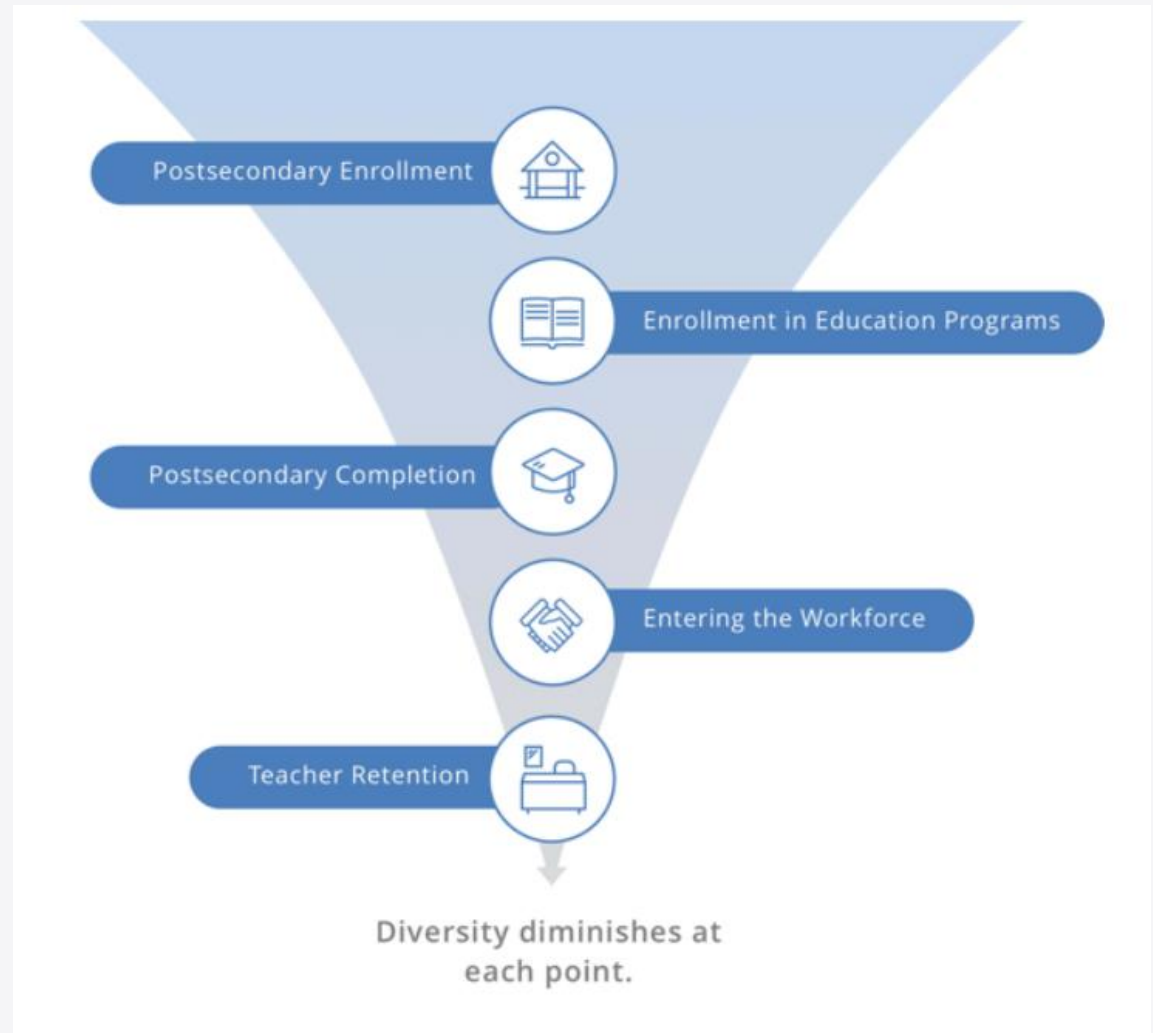 Postsecondary Enrollment
Enrollment in Education Programs
Postsecondary Completion
Entering the Workforce
Teacher Retention
Diversity diminishes at
each point.